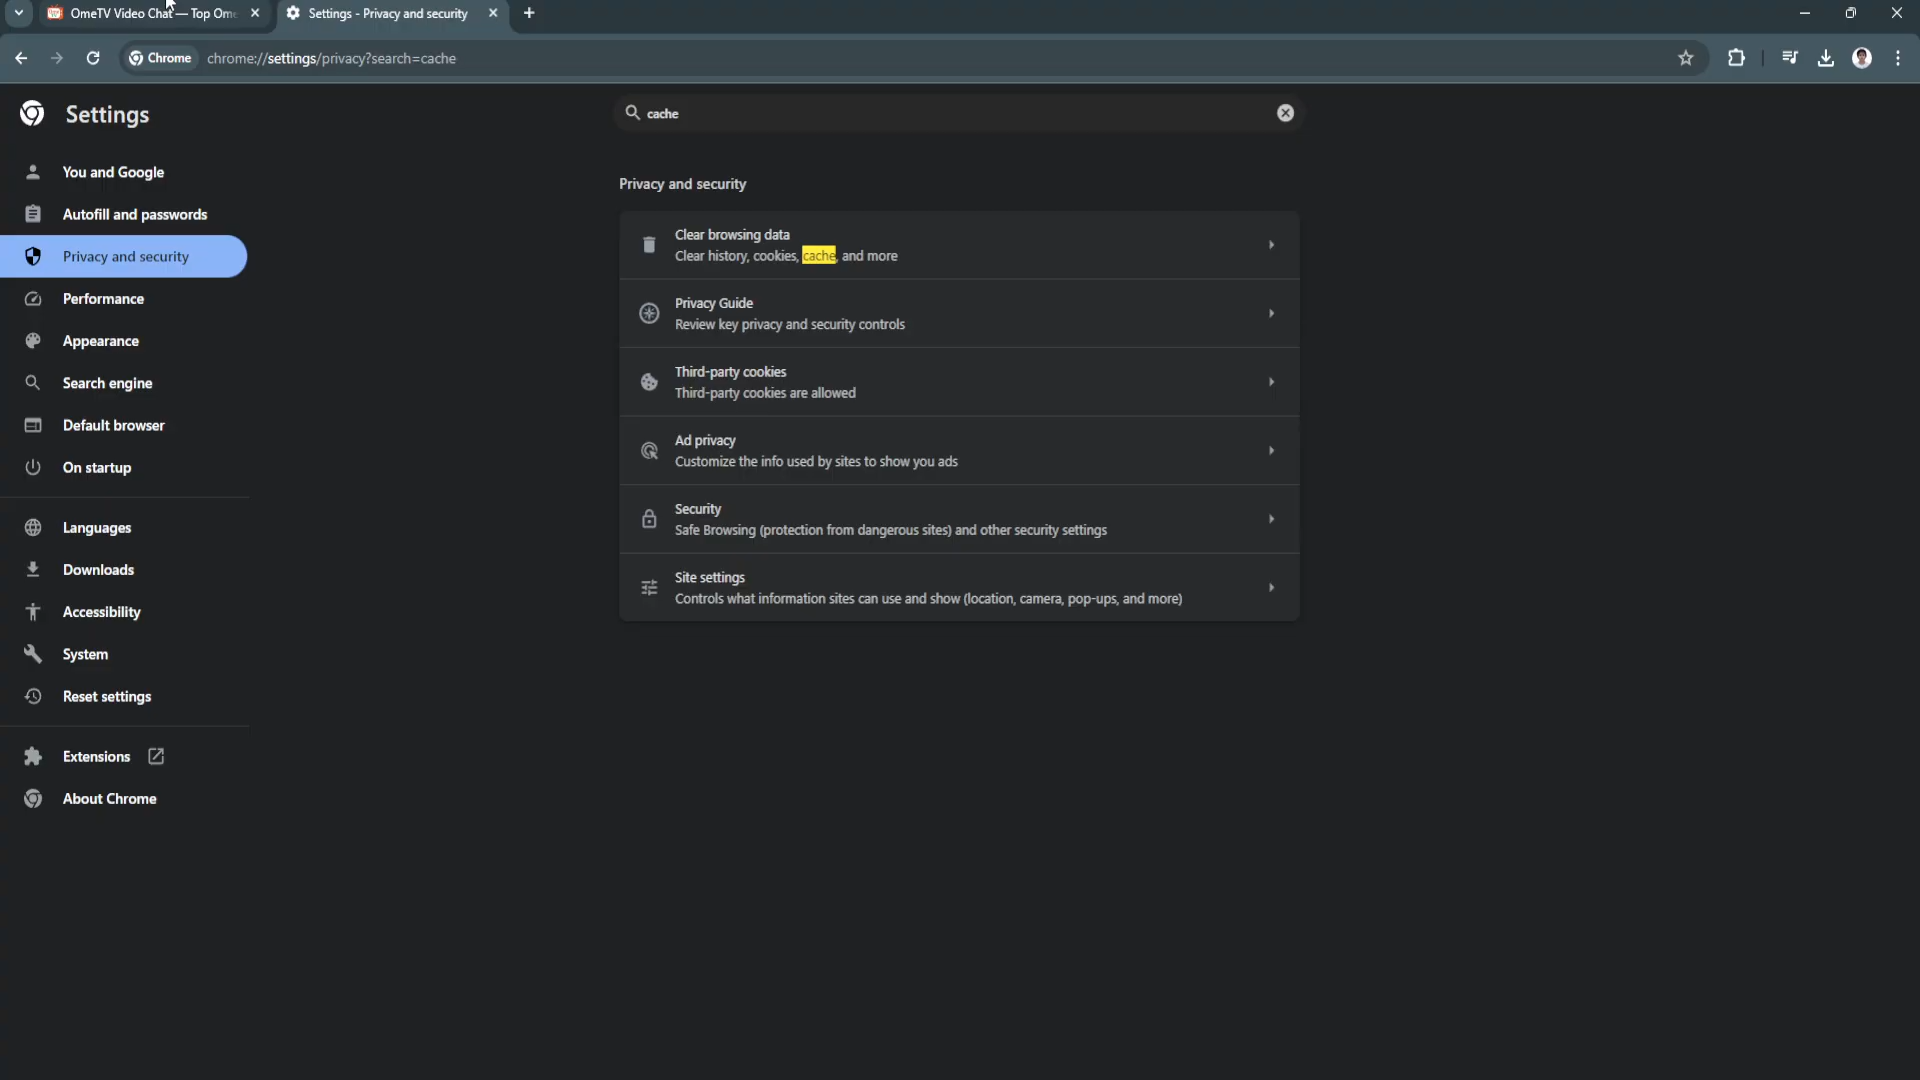 OmeTV Video Chat — Top Ome
Settings - Privacy and security
Chrome
chrome://settings/privacy?search=cache
Settings
cache
You and Google
Autofill and passwords
Privacy and security
Performance
Appearance
Search engine
Default browser
On startup
Languages
Downloads
Accessibility
System
Reset settings
Extensions
About Chrome
Privacy and security
Clear browsing data
Clear history, cookies, cache, and more
Privacy Guide
Review key privacy and security controls
Third-party cookies
Third-party cookies are allowed
Ad privacy
Customize the info used by sites to show you ads
Security
Safe Browsing (protection from dangerous sites) and other security settings
Site settings
Controls what information sites can use and show (location, camera, pop-ups, and more)